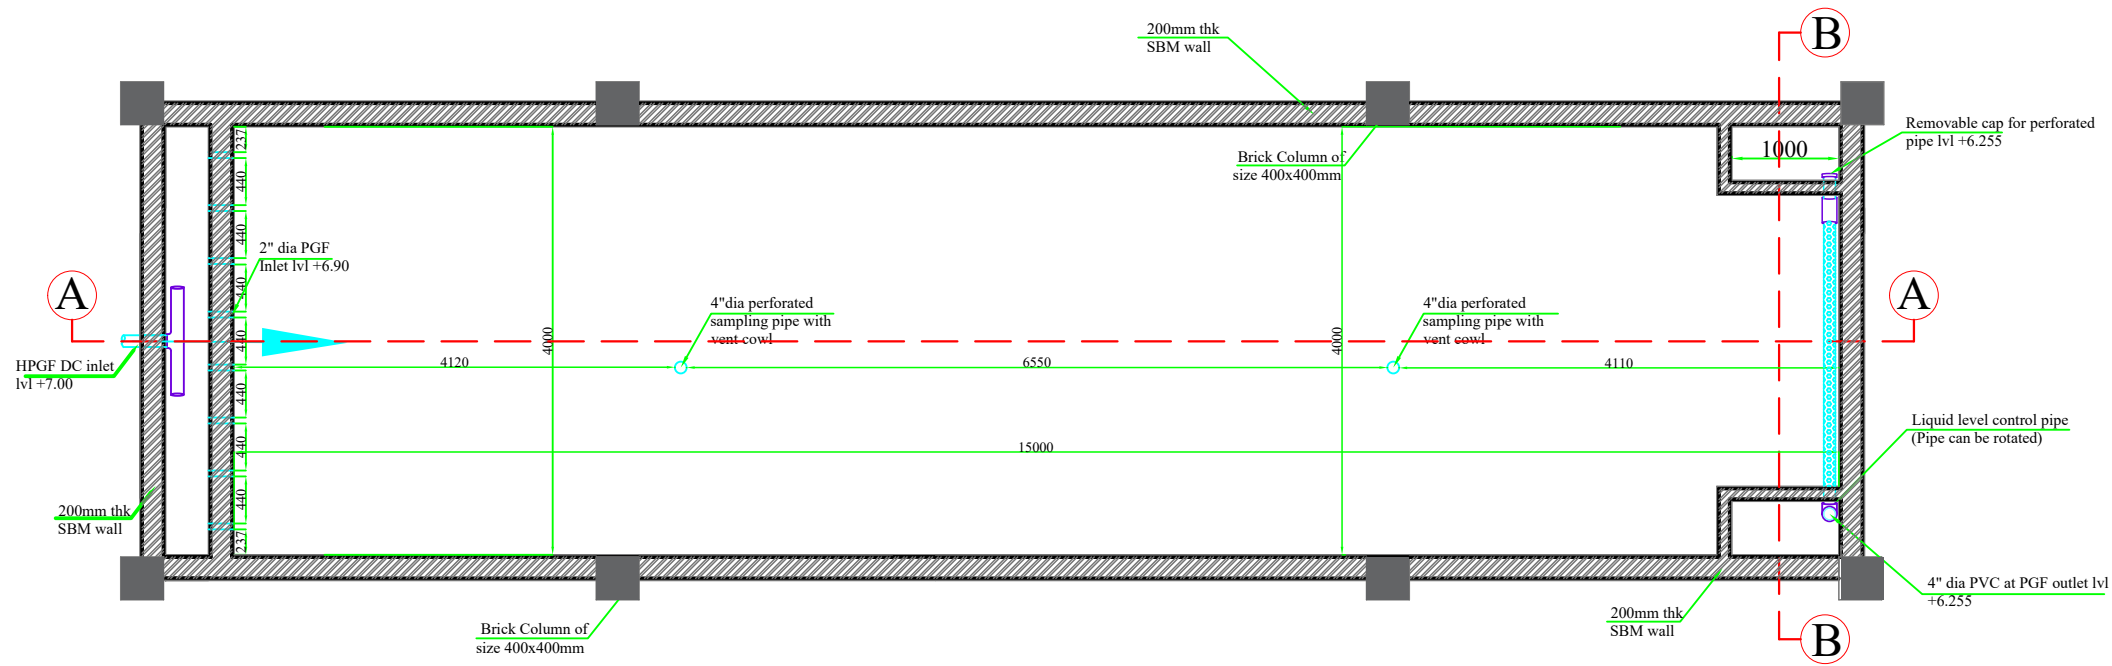 B
200mm thk
SBM wall
Removable cap for perforated
pipe lvl +6.255
237
1000
Brick Column of
size 400x400mm
440
440
2" dia PGF
Inlet lvl +6.90
440
A
A
4"dia perforated
sampling pipe with
vent cowl
4"dia perforated
sampling pipe with
vent cowl
440
4000
4000
HPGF DC inlet
lvl +7.00
4120
6550
4110
440
Liquid level control pipe
(Pipe can be rotated)
440
15000
440
200mm thk
SBM wall
237
4" dia PVC at PGF outlet lvl
+6.255
200mm thk
SBM wall
Brick Column of
size 400x400mm
B